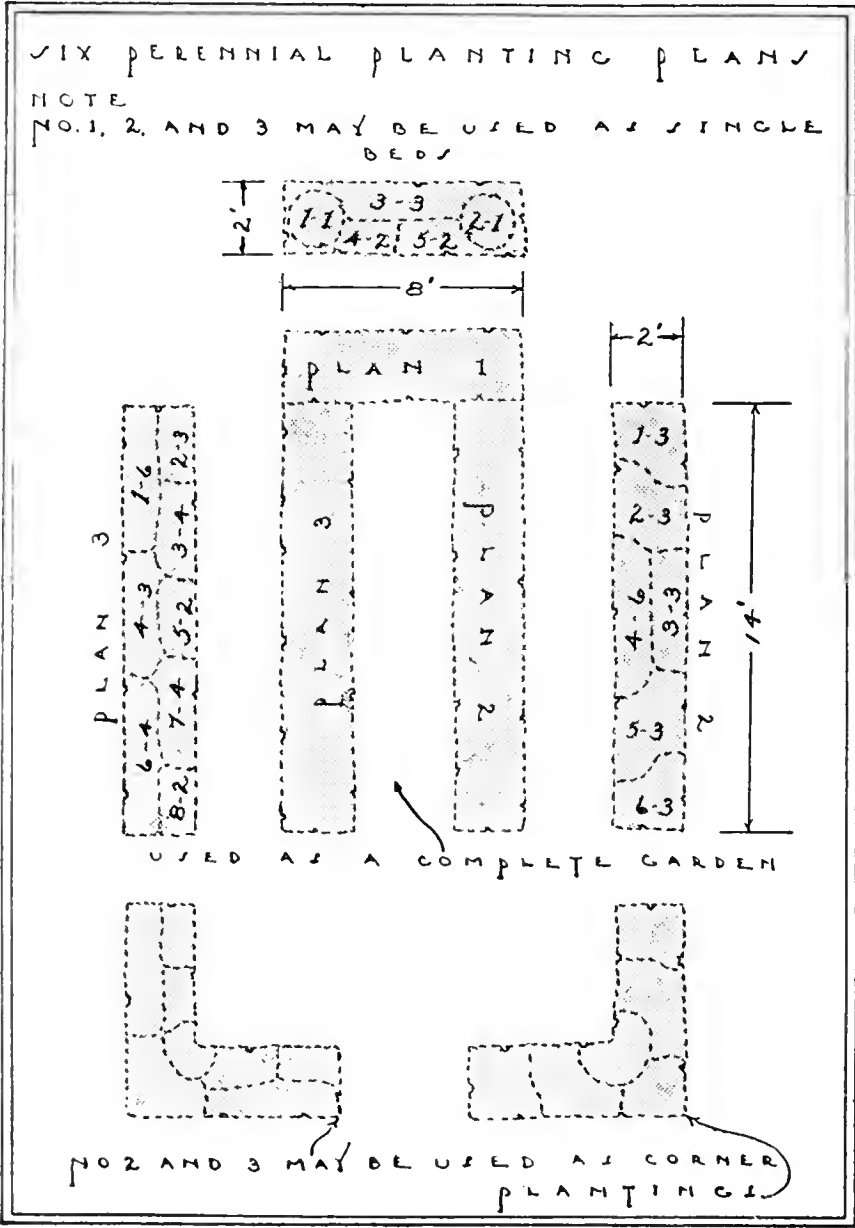 SIX PERENNIAL PLANTING PLANS
NOTE
NO.1, 2, AND 3 MAY BE USED AS SINGLE
BEDS
2'
1-1
3-3
2-1
4-2
5-2
8'
PLAN 1
2'
PLAN 3
1-6
2-3
3-4
4-3
5-2
6-4
7-4
8-2
PLAN 3
PLAN 2
1-3
2-3
4-6
3-3
5-3
6-3
PLAN 2
14'
USED AS A COMPLETE GARDEN
NO 2 AND 3 MAY BE USED AS CORNER
PLANTINGS